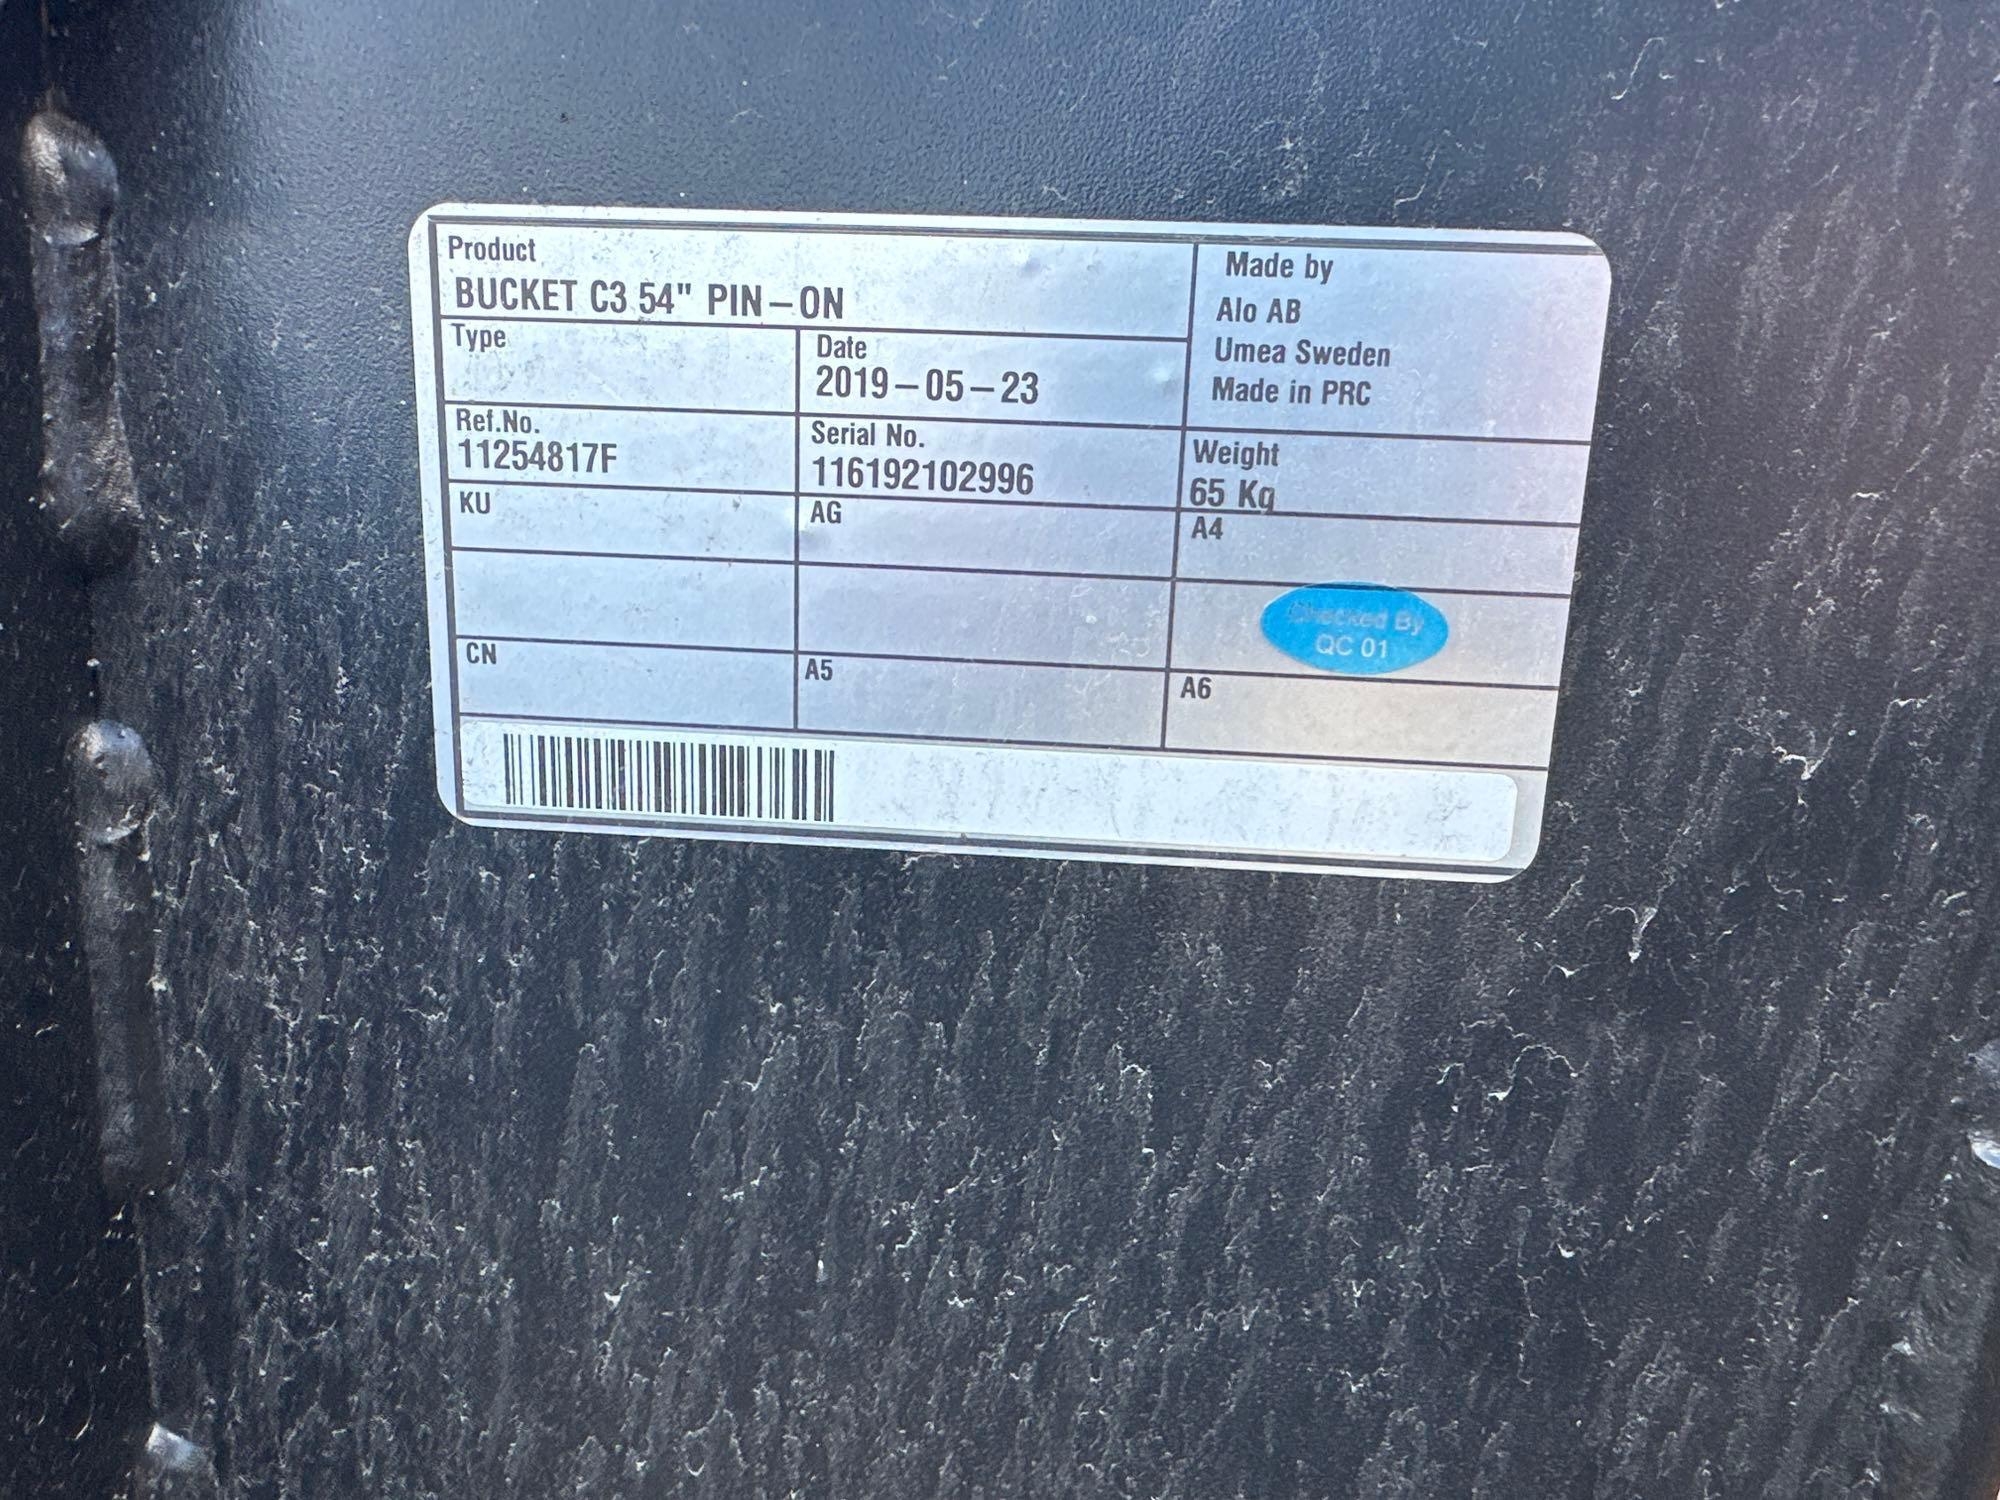 Product
BUCKET C3 54" PIN-ON
Made by
Alo AB
Umea Sweden
Made in PRC
Type
Date
2019-05-23
Ref.No.
11254817F
Serial No.
116192102996
Weight
65 Kg
KU
AG
A4
Checked By
QC 01
CN
A5
A6